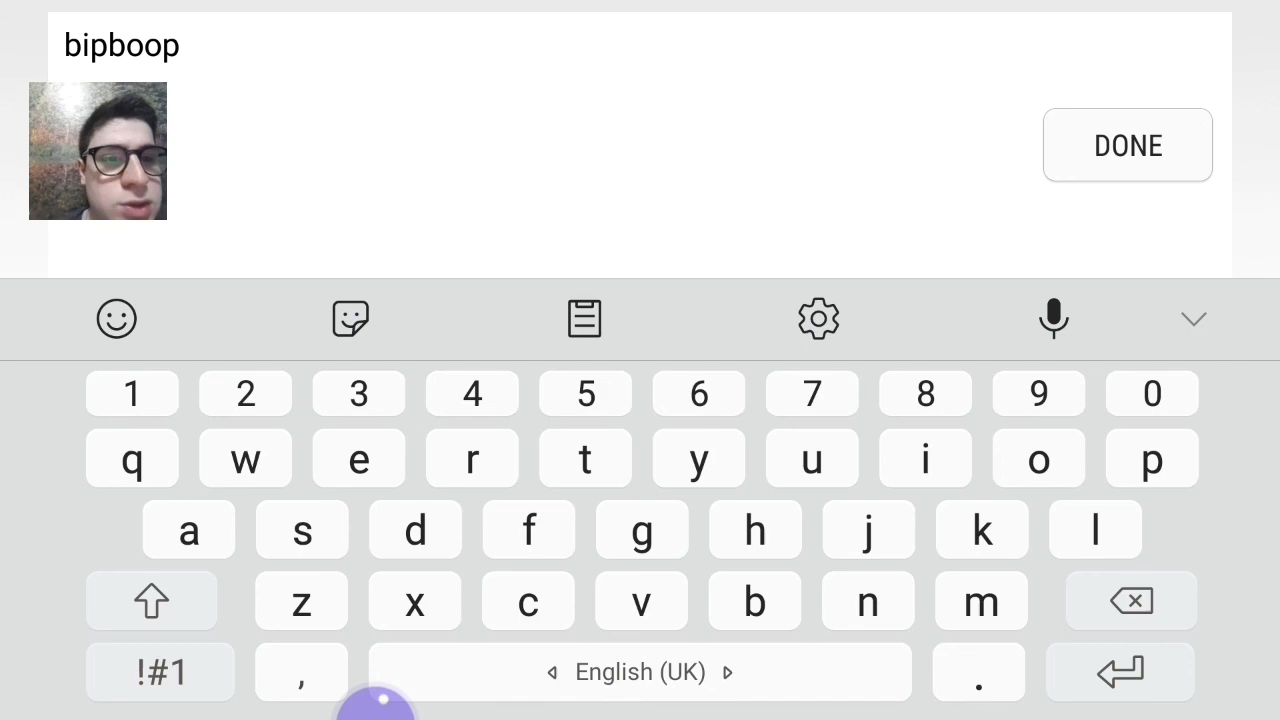 bipboop
DONE
1 2 3 4 5 6 7 8 9 0
q w e r t y u i o p
a s d f g h j k l
z x c v b n m
!#1 , English (UK) .